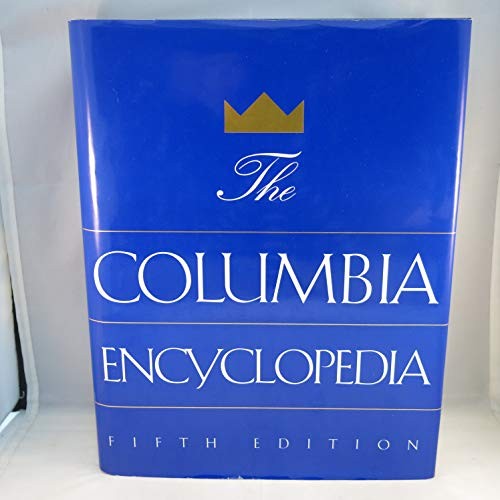 The
COLUMBIA
ENCYCLOPEDIA
FIFTH EDITION